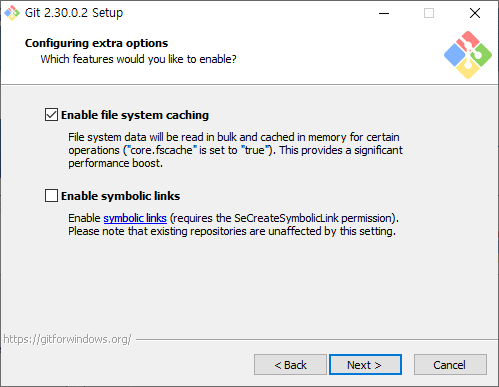 Git 2.30.0.2 Setup
Configuring extra options
Which features would you like to enable?
Enable file system caching
File system data will be read in bulk and cached in memory for certain
operations ("core.fscache" is set to "true"). This provides a significant
performance boost.
Enable symbolic links
Enable symbolic links (requires the SeCreateSymbolicLink permission).
Please note that existing repositories are unaffected by this setting.
https://gitforwindows.org/
< Back Next > Cancel